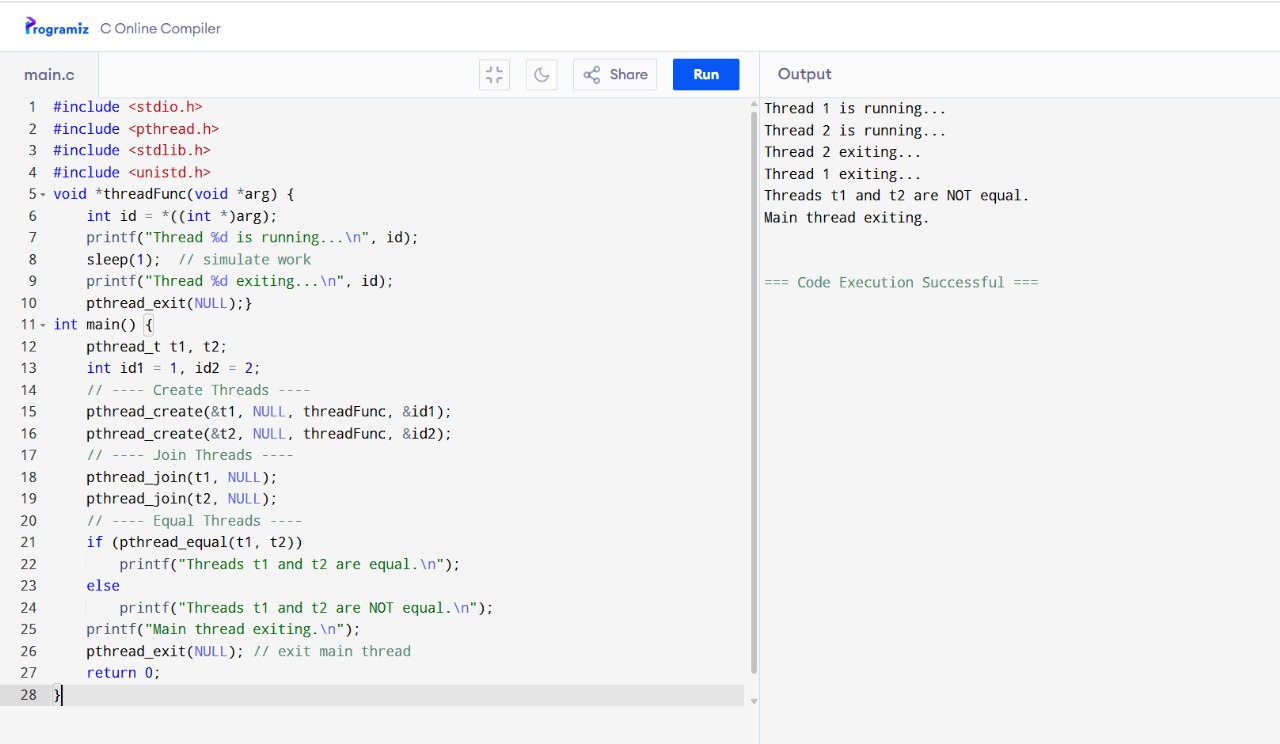 Programiz C Online Compiler
main.c
Share
Run
Output
1 #include <stdio.h>
2 #include <pthread.h>
3 #include <stdlib.h>
4 #include <unistd.h>
5 void *threadFunc(void *arg) {
6     int id = *((int *)arg);
7     printf("Thread %d is running...\n", id);
8     sleep(1);  // simulate work
9     printf("Thread %d exiting...\n", id);
10     pthread_exit(NULL);}
11 int main() {
12     pthread_t t1, t2;
13     int id1 = 1, id2 = 2;
14     // ---- Create Threads ----
15     pthread_create(&t1, NULL, threadFunc, &id1);
16     pthread_create(&t2, NULL, threadFunc, &id2);
17     // ---- Join Threads ----
18     pthread_join(t1, NULL);
19     pthread_join(t2, NULL);
20     // ---- Equal Threads ----
21     if (pthread_equal(t1, t2))
22         printf("Threads t1 and t2 are equal.\n");
23     else
24         printf("Threads t1 and t2 are NOT equal.\n");
25     printf("Main thread exiting.\n");
26     pthread_exit(NULL); // exit main thread
27     return 0;
28 }
Thread 1 is running...
Thread 2 is running...
Thread 2 exiting...
Thread 1 exiting...
Threads t1 and t2 are NOT equal.
Main thread exiting.
=== Code Execution Successful ===